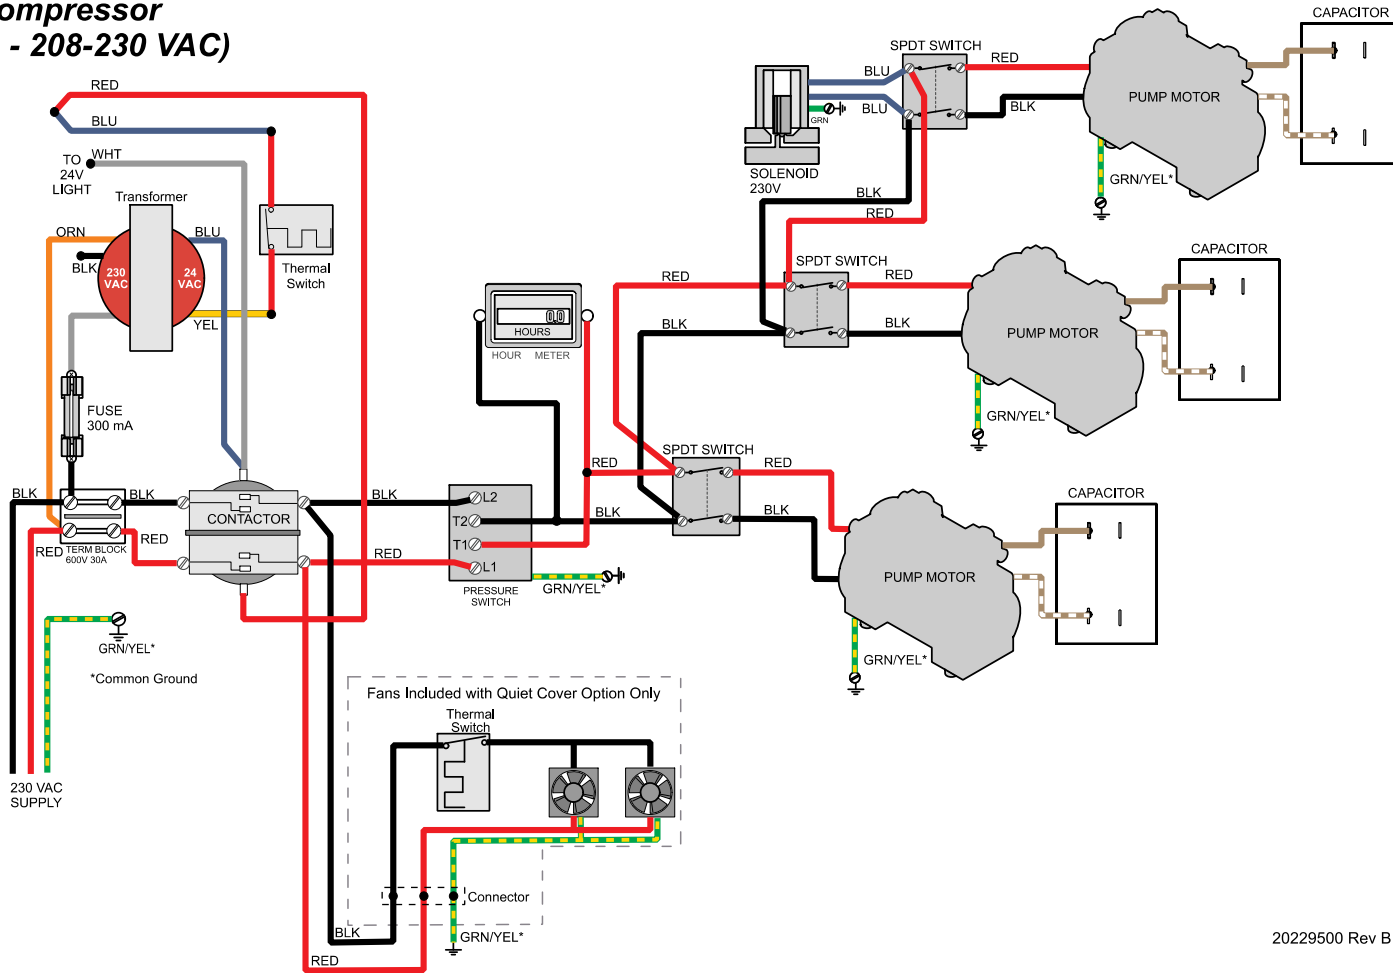 ompressor
- 208-230 VAC)
RED
BLU
WHT
TO
24V
LIGHT
Transformer
ORN
BLU
BLK
230
VAC
24
VAC
YEL
Thermal
Switch
FUSE
300 mA
BLK
BLK
CONTACTOR
RED
TERM BLOCK
600V 30A
RED
BLK
RED
GRN/YEL*
*Common Ground
230 VAC
SUPPLY
HOURS
00
HOUR METER
L2
T2
T1
L1
PRESSURE
SWITCH
GRN/YEL*
BLK
RED
SPDT SWITCH
RED
BLK
PUMP MOTOR
GRN/YEL*
CAPACITOR
RED
BLK
SPDT SWITCH
RED
BLK
PUMP MOTOR
GRN/YEL*
CAPACITOR
BLK
RED
SOLENOID
230V
GRN
BLU
BLU
SPDT SWITCH
RED
BLK
PUMP MOTOR
GRN/YEL*
CAPACITOR
Fans Included with Quiet Cover Option Only
Thermal
Switch
Connector
BLK
RED
GRN/YEL*
20229500 Rev B